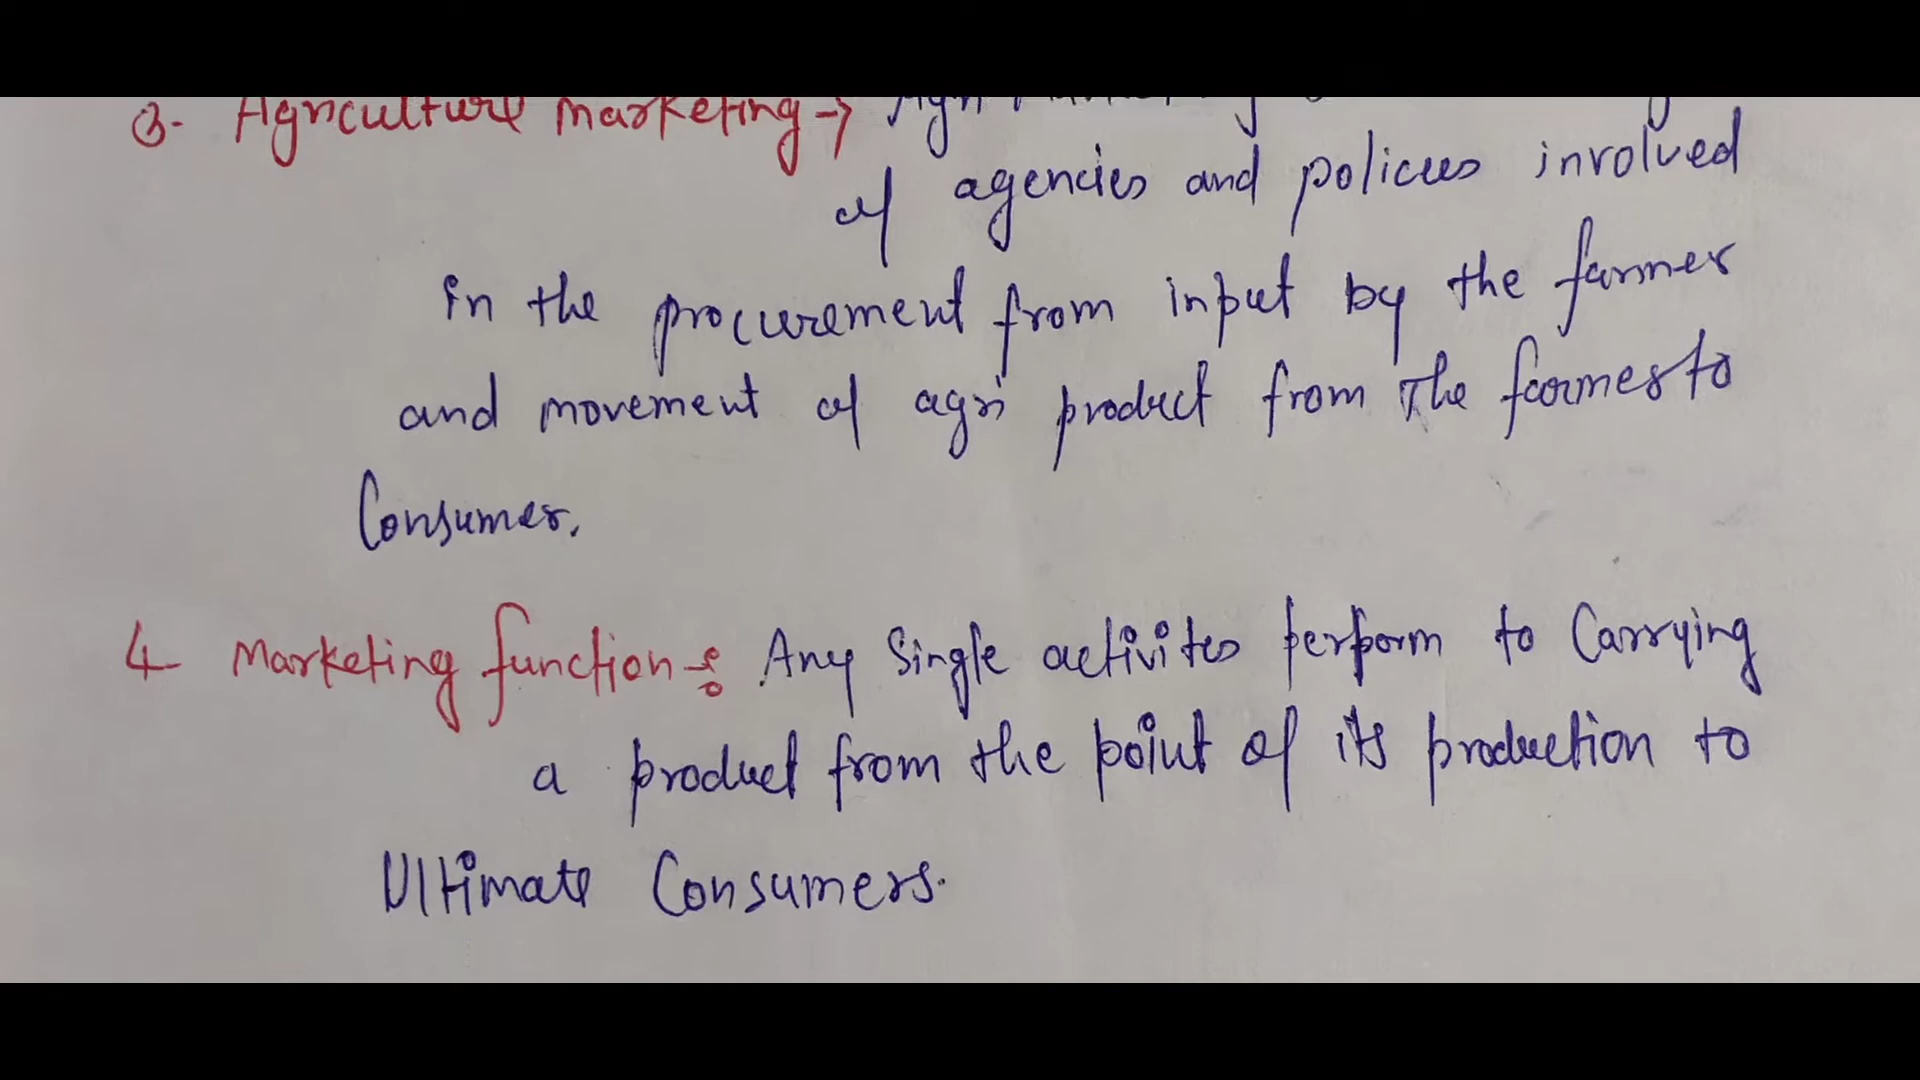 3. Agriculture marketing →
of agencies and policies involved
in the procurement from input by the farmer
and movement of agri product from the farmer to
Consumer.
4 Marketing function -: Any Single activites perform to Carrying
a product from the point of its production to
Ultimate Consumers.